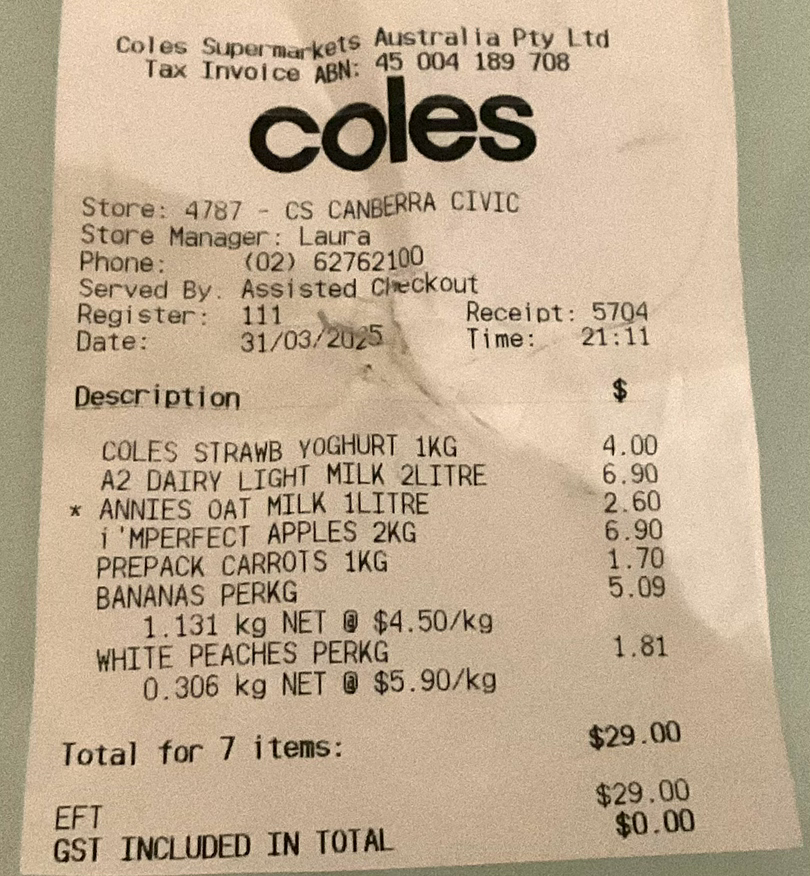 Coles Supermarkets Australia Pty Ltd
Tax Invoice ABN: 45 004 189 708
coles
Store: 4787 - CS CANBERRA CIVIC
Store Manager: Laura
Phone: (02) 62762100
Served By. Assisted Checkout
Register: 111 Receipt: 5704
Date: 31/03/2025 Time: 21:11
Description $
COLES STRAWB YOGHURT 1KG 4.00
A2 DAIRY LIGHT MILK 2LITRE 6.90
* ANNIES OAT MILK 1LITRE 2.60
i'MPERFECT APPLES 2KG 6.90
PREPACK CARROTS 1KG 1.70
BANANAS PERKG 5.09
1.131 kg NET @ $4.50/kg
WHITE PEACHES PERKG 1.81
0.306 kg NET @ $5.90/kg
Total for 7 items: $29.00
EFT $29.00
GST INCLUDED IN TOTAL $0.00